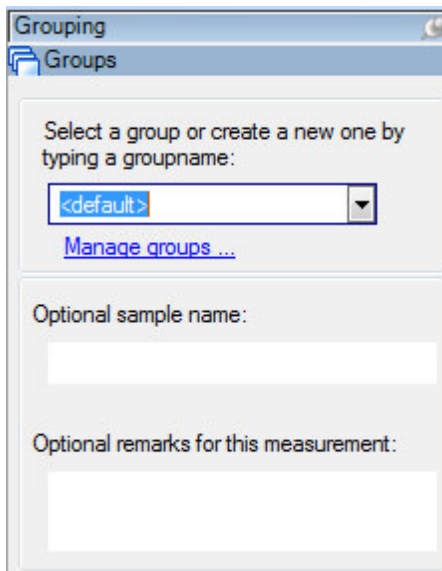 Grouping
Groups
Select a group or create a new one by
typing a groupname:
<default>
Manage groups ...
Optional sample name:
Optional remarks for this measurement: